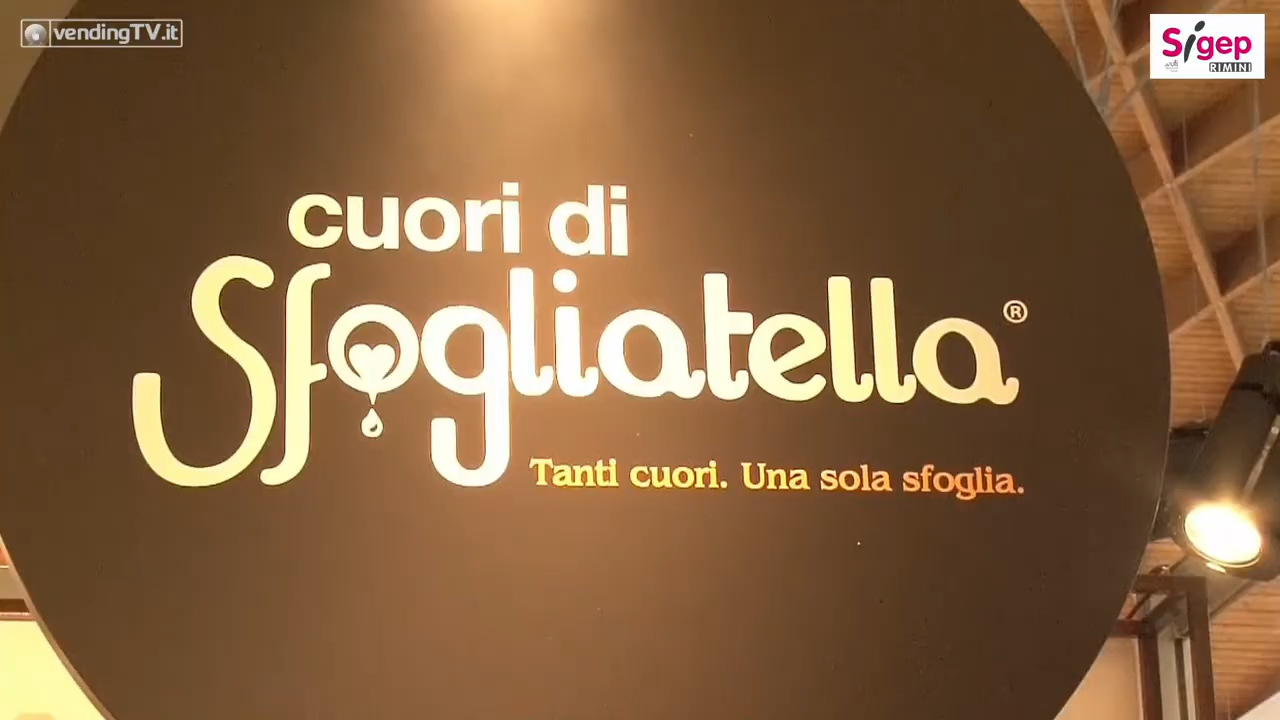 vendingTV.it
Sigep
RIMINI
cuori di
Sfogliatella®
Tanti cuori. Una sola sfoglia.